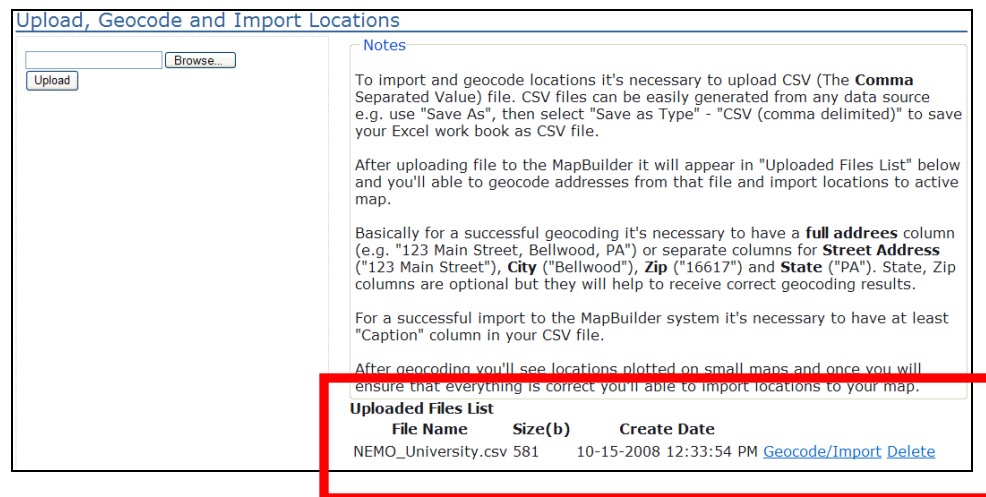 Upload, Geocode and Import Locations
Browse...
Upload
Notes
To import and geocode locations it's necessary to upload CSV (The Comma
Separated Value) file. CSV files can be easily generated from any data source
e.g. use "Save As", then select "Save as Type" - "CSV (comma delimited)" to save
your Excel work book as CSV file.
After uploading file to the MapBuilder it will appear in "Uploaded Files List" below
and you'll able to geocode addresses from that file and import locations to active
map.
Basically for a successful geocoding it's necessary to have a full addrees column
(e.g. "123 Main Street, Bellwood, PA") or separate columns for Street Address
("123 Main Street"), City ("Bellwood"), Zip ("16617") and State ("PA"). State, Zip
columns are optional but they will help to receive correct geocoding results.
For a successful import to the MapBuilder system it's necessary to have at least
"Caption" column in your CSV file.
After geocoding you'll see locations plotted on small maps and once you will
ensure that everything is correct you'll able to import locations to your map.
Uploaded Files List
File Name Size(b) Create Date
NEMO_University.csv 581 10-15-2008 12:33:54 PM Geocode/Import Delete